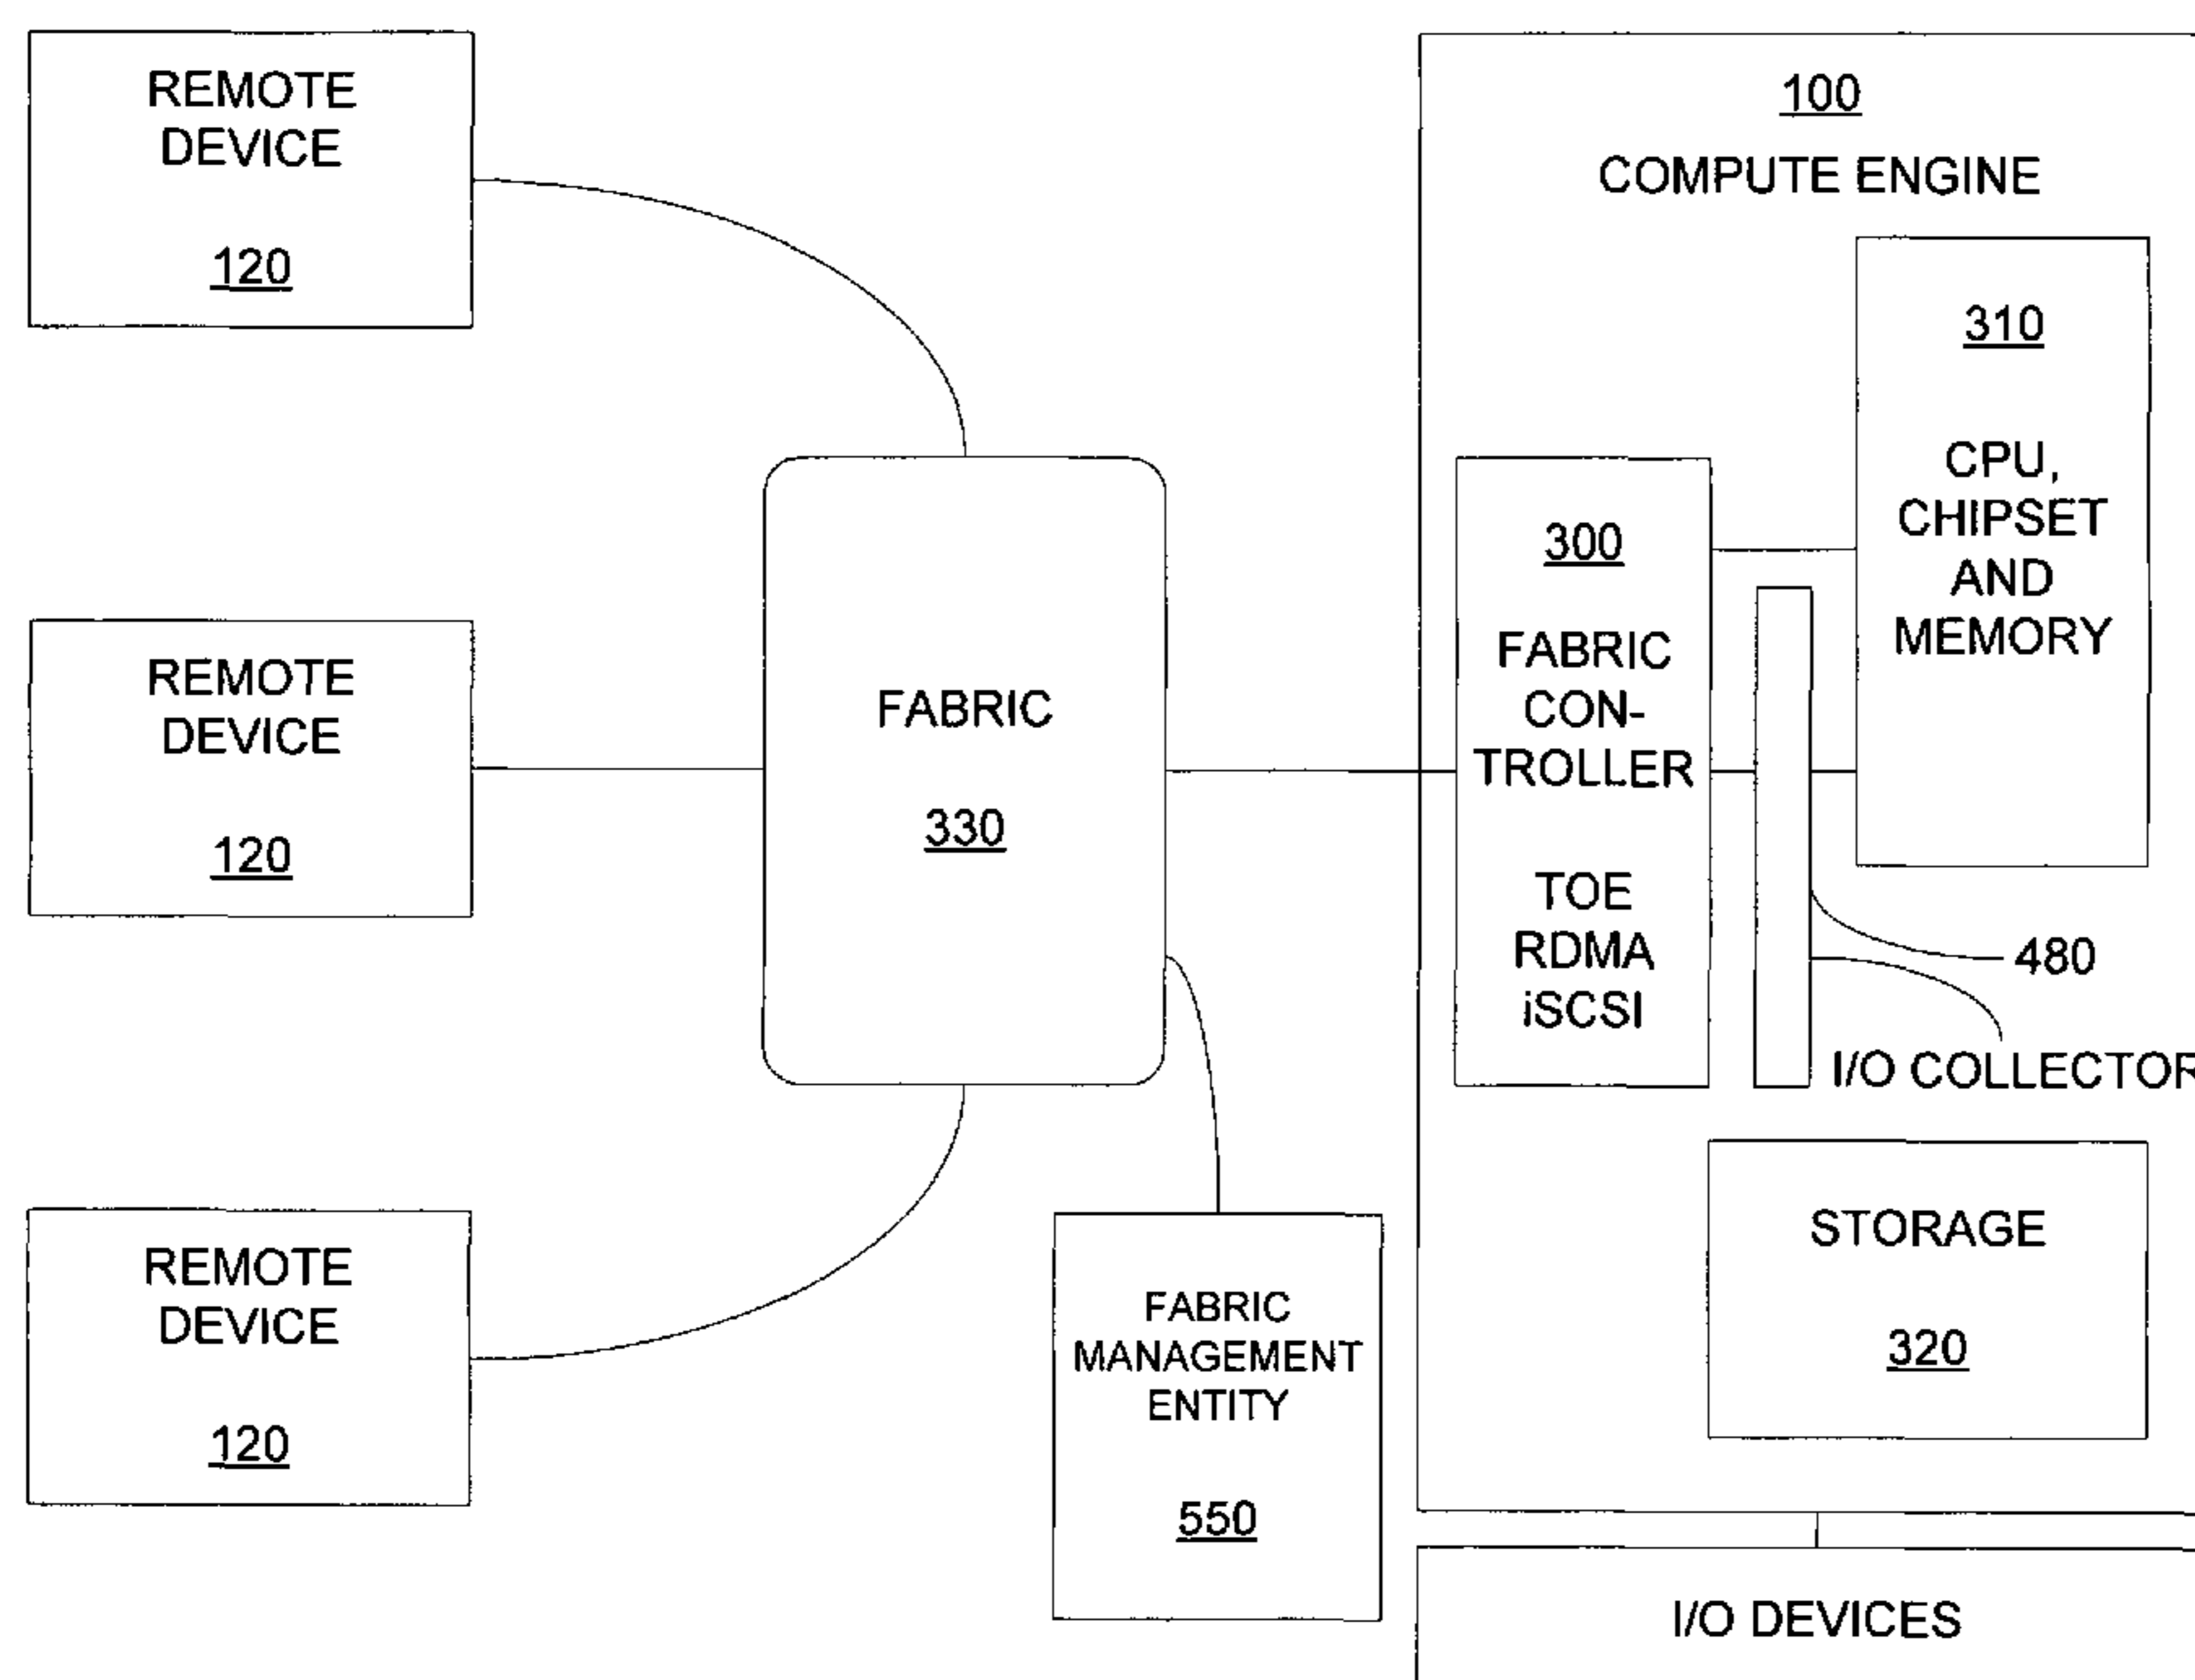 REMOTE
DEVICE
120
REMOTE
DEVICE
120
REMOTE
DEVICE
120
FABRIC
330
FABRIC
MANAGEMENT
ENTITY
550
100
COMPUTE ENGINE
300
FABRIC
CON-
TROLLER
TOE
RDMA
iSCSI
310
CPU,
CHIPSET
AND
MEMORY
480
I/O COLLECTOR
STORAGE
320
I/O DEVICES